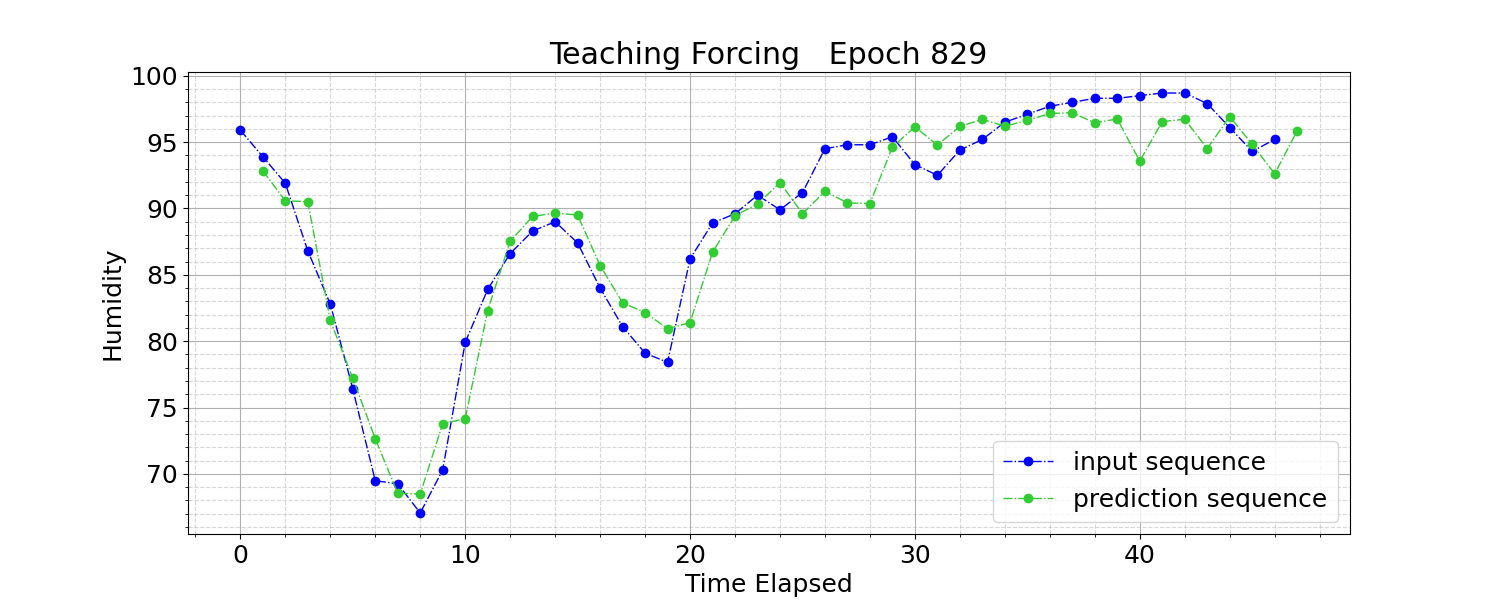 Teaching Forcing   Epoch 829
100
95
90
85
80
75
70
Humidity
0 10 20 30 40
Time Elapsed
input sequence
prediction sequence